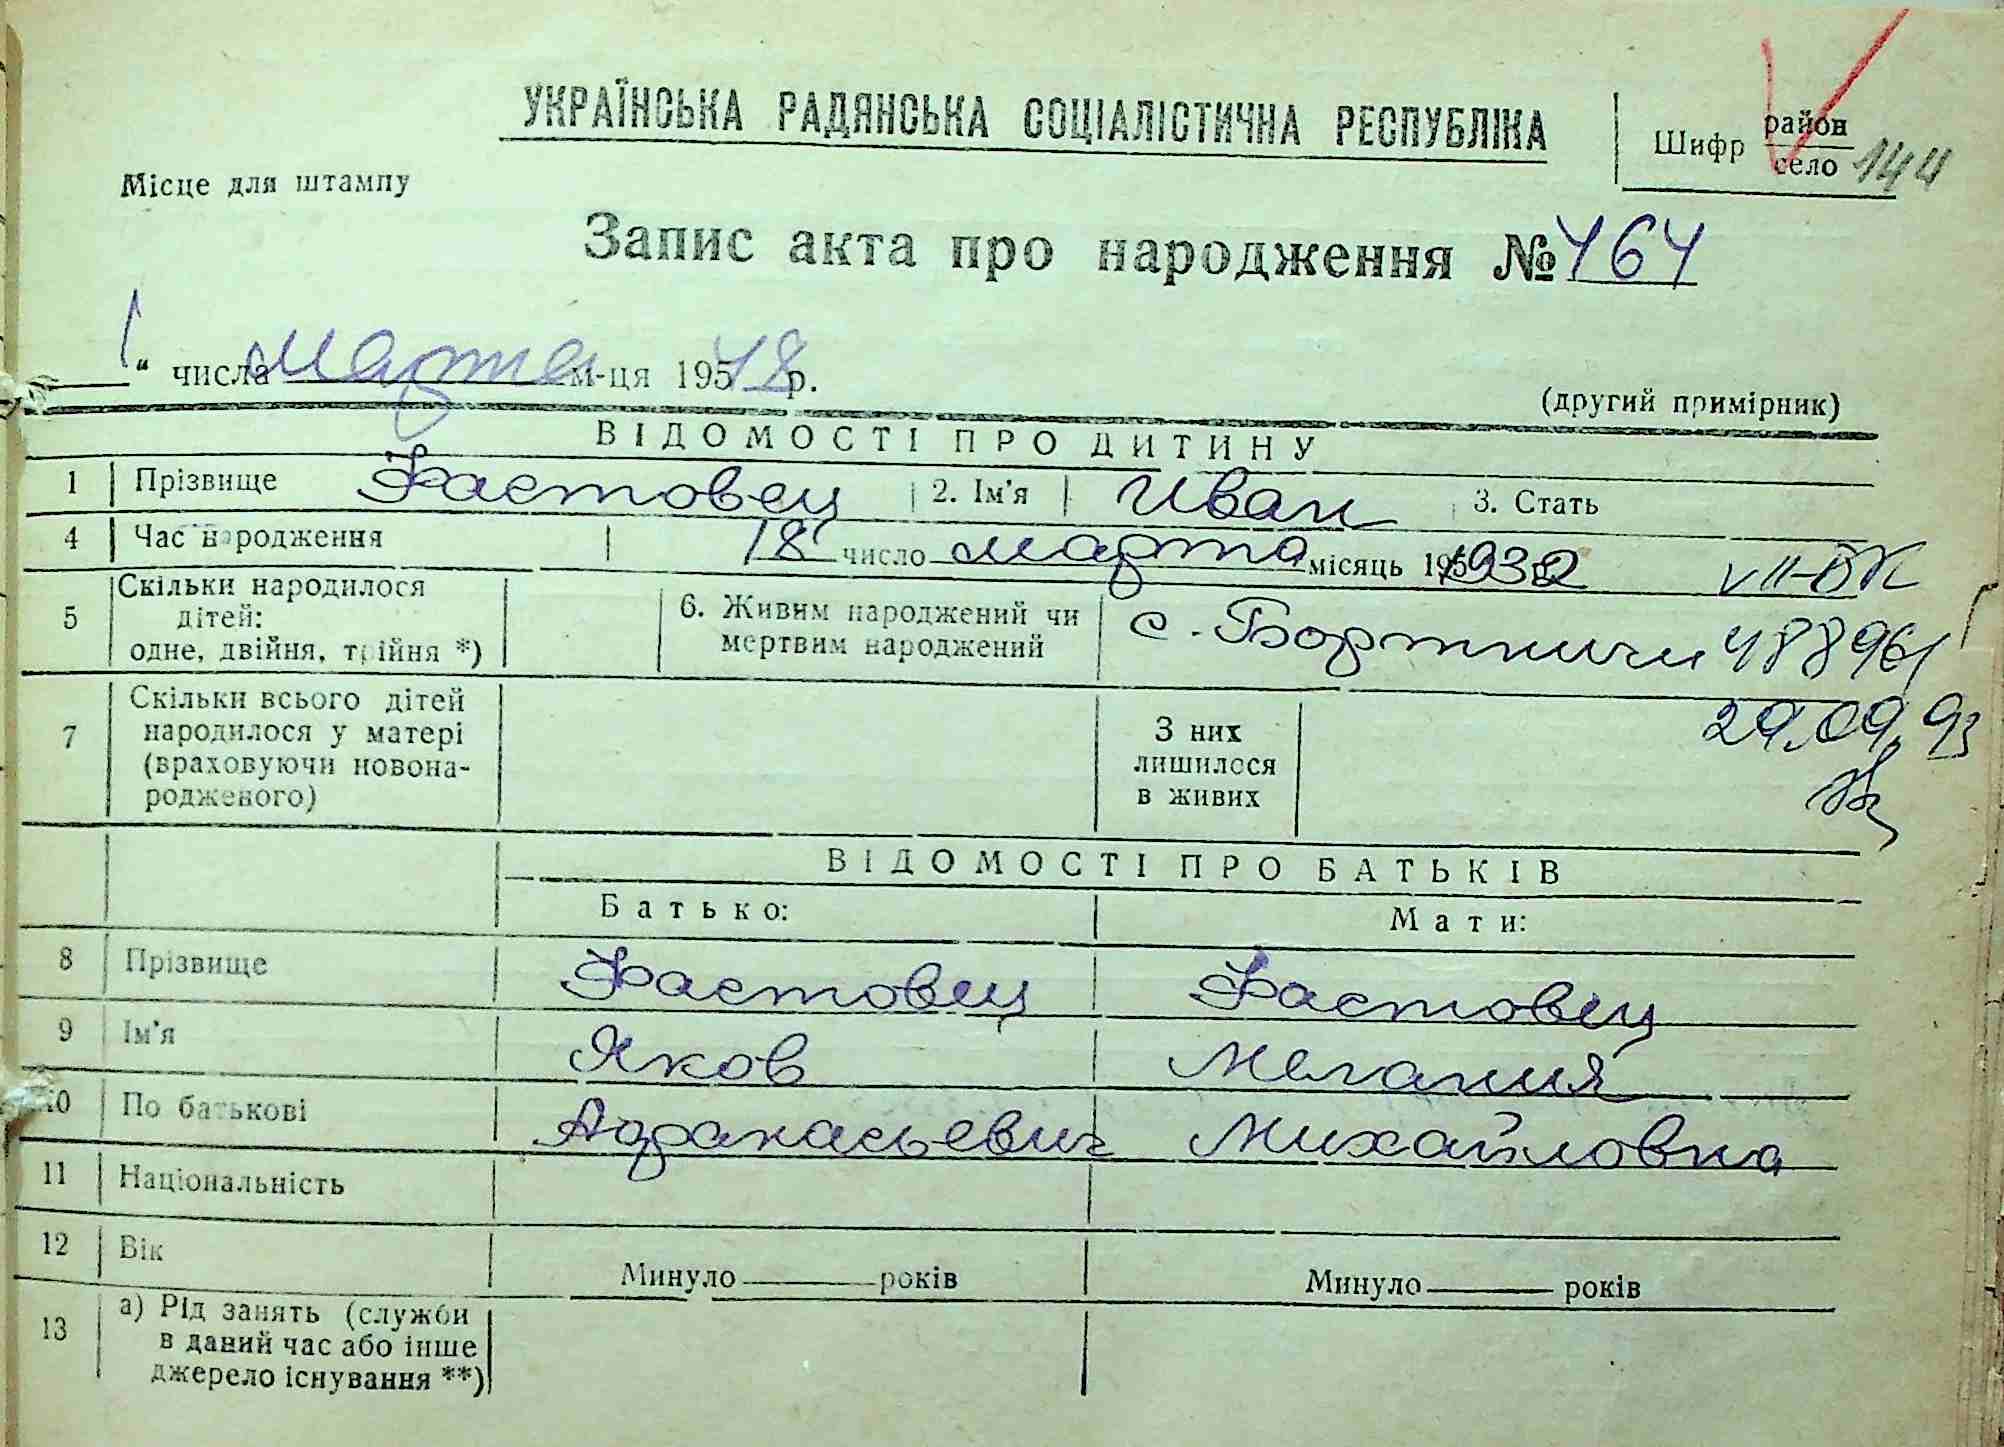 УКРАЇНСЬКА РАДЯНСЬКА СОЦІАЛІСТИЧНА РЕСПУБЛІКА
Шифр район
село 144
Місце для штампу
Запис акта про народження № 164
1 " числа марта м-ця 195 48 р.
(другий примірник)
ВІДОМОСТІ ПРО ДИТИНУ
1 Прізвище Фастовец 2. Ім'я Иван 3. Стать
4 Час народження 18 число марта місяць 1932 VII-БК
5 Скільки народилося дітей: одне, двійня, трійня *) 6. Живим народжений чи мертвим народжений с. Бортничи 488961
29.09.93
7 Скільки всього дітей народилося у матері (враховуючи новонародженого) З них лишилося в живих
ВІДОМОСТІ ПРО БАТЬКІВ
Батько: Мати:
8 Прізвище Фастовец Фастовец
9 Ім'я Яков Мелания
10 По батькові Афанасьевич Михайловна
11 Національність
12 Вік Минуло років Минуло років
13 а) Рід занять (служби в даний час або інше джерело існування **)